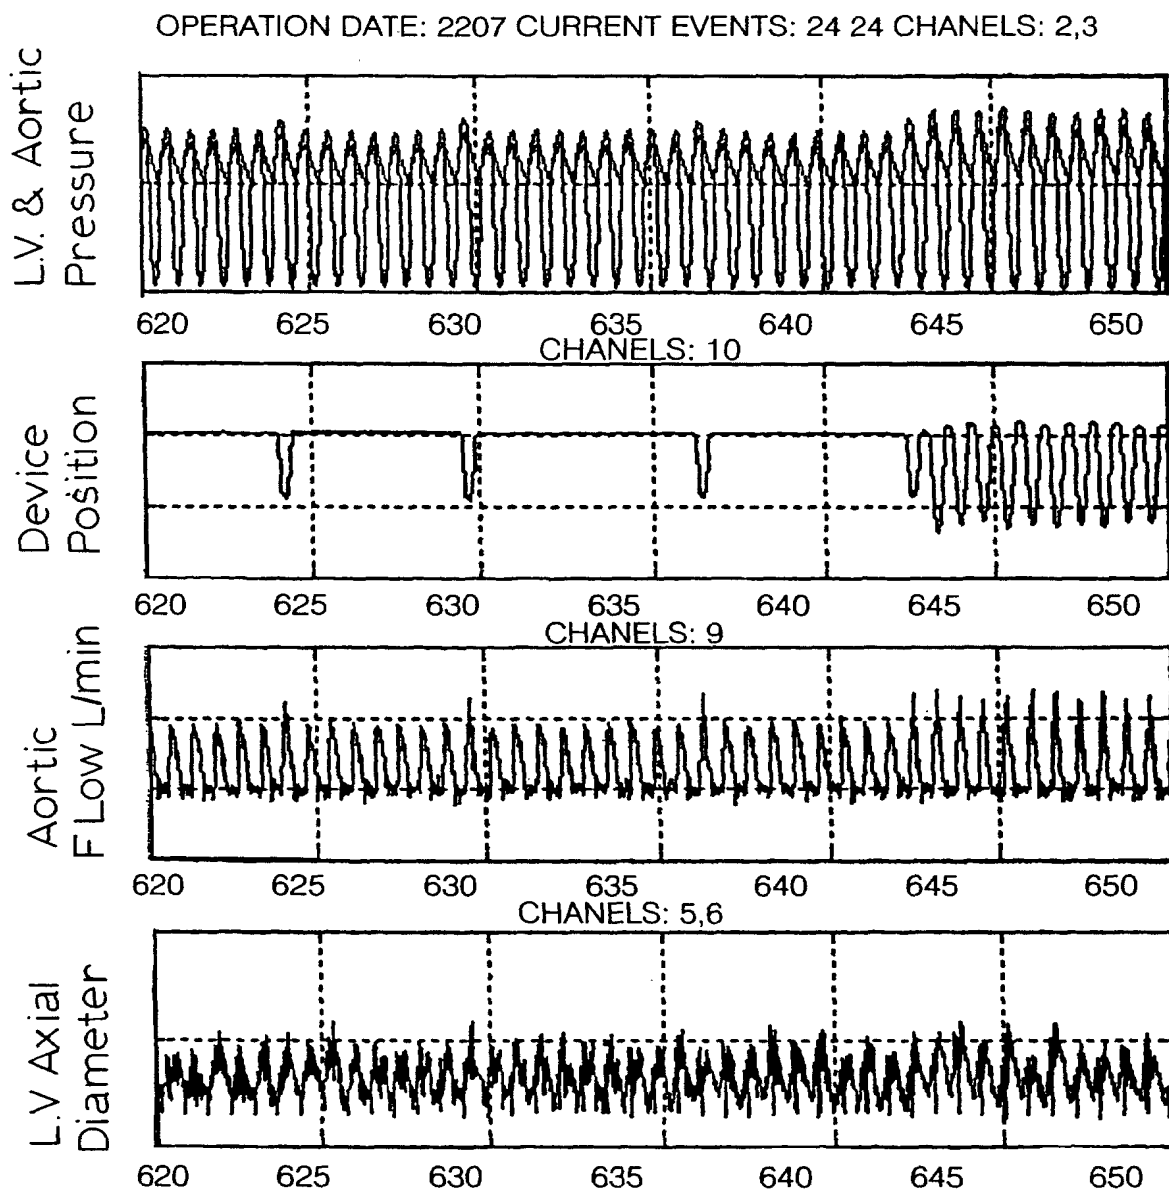 OPERATION DATE: 2207 CURRENT EVENTS: 24 24 CHANELS: 2,3
L.V. & Aortic
Pressure
620 625 630 635 640 645 650
CHANELS: 10
Device
Position
620 625 630 635 640 645 650
CHANELS: 9
Aortic
F Low L/min
620 625 630 635 640 645 650
CHANELS: 5,6
L.V Axial
Diameter
620 625 630 635 640 645 650